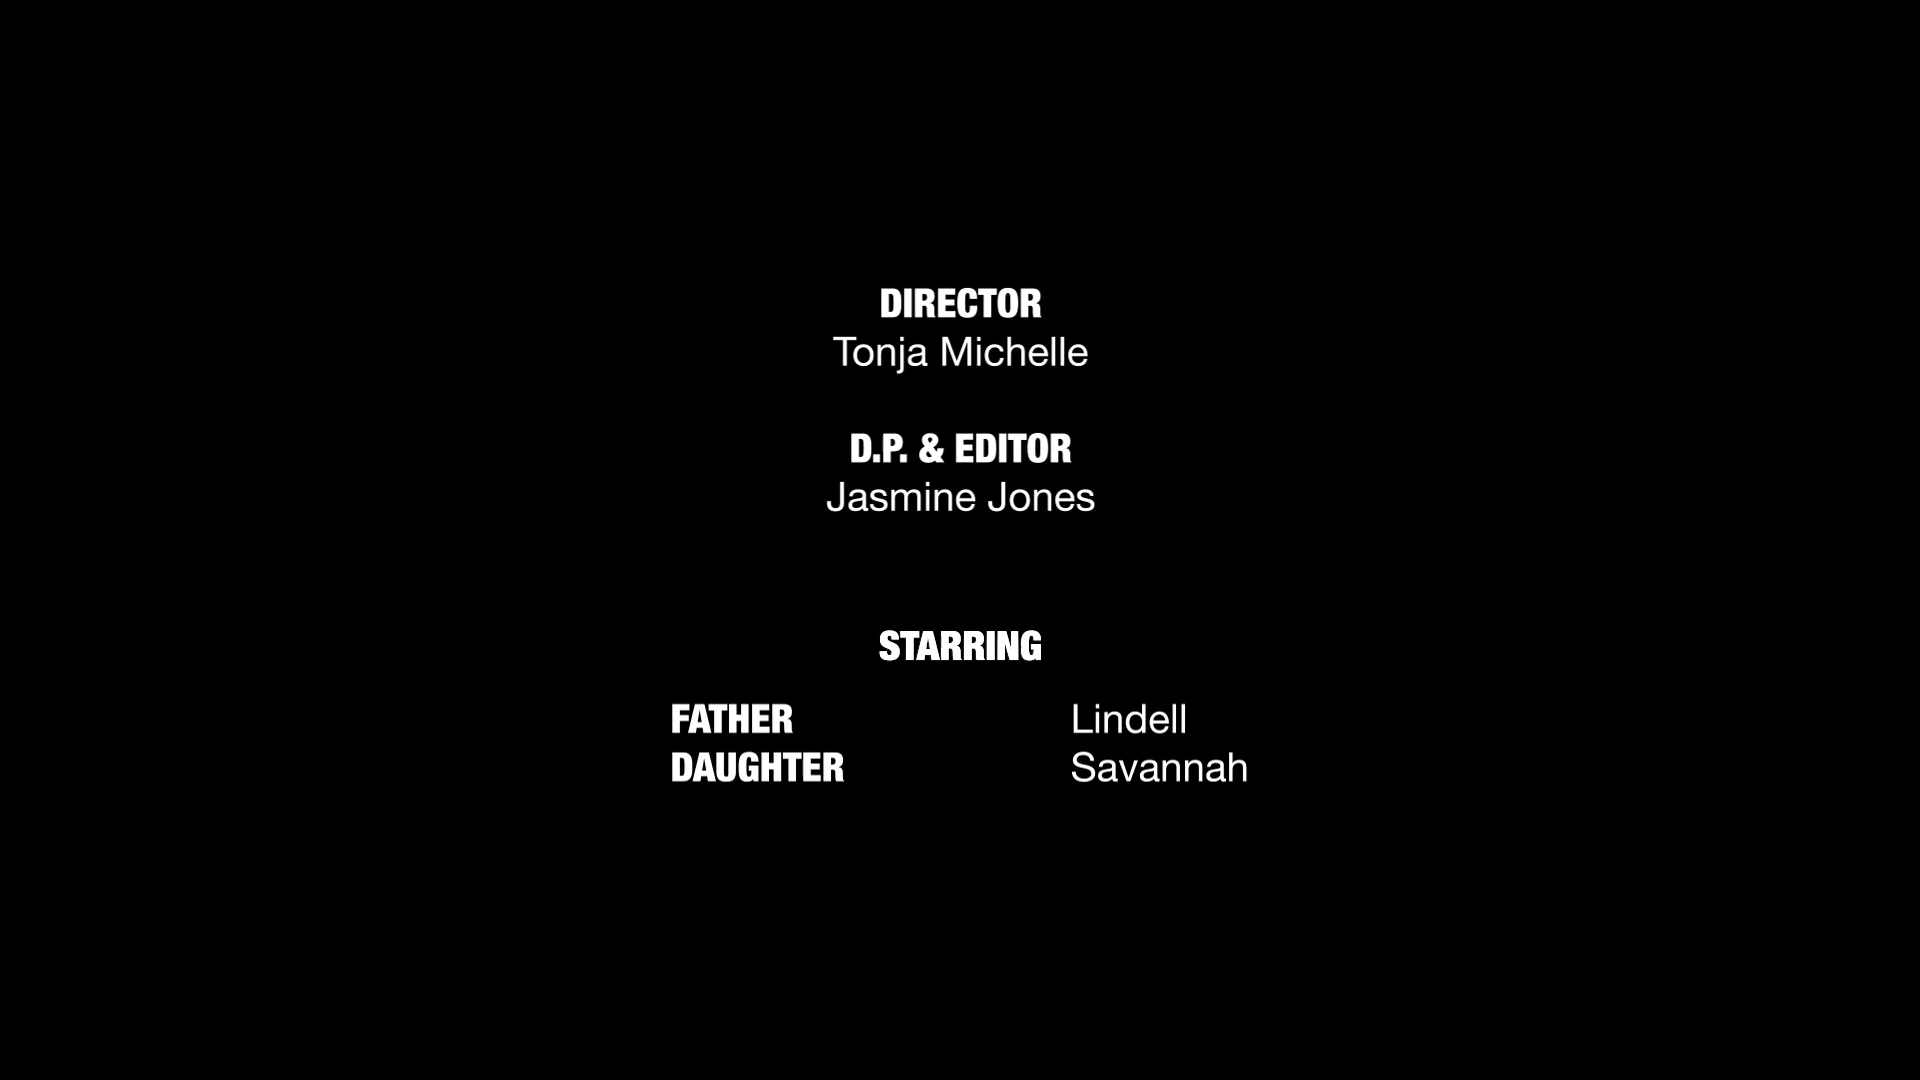 DIRECTOR
Tonja Michelle
D.P. & EDITOR
Jasmine Jones
STARRING
FATHER Lindell
DAUGHTER Savannah